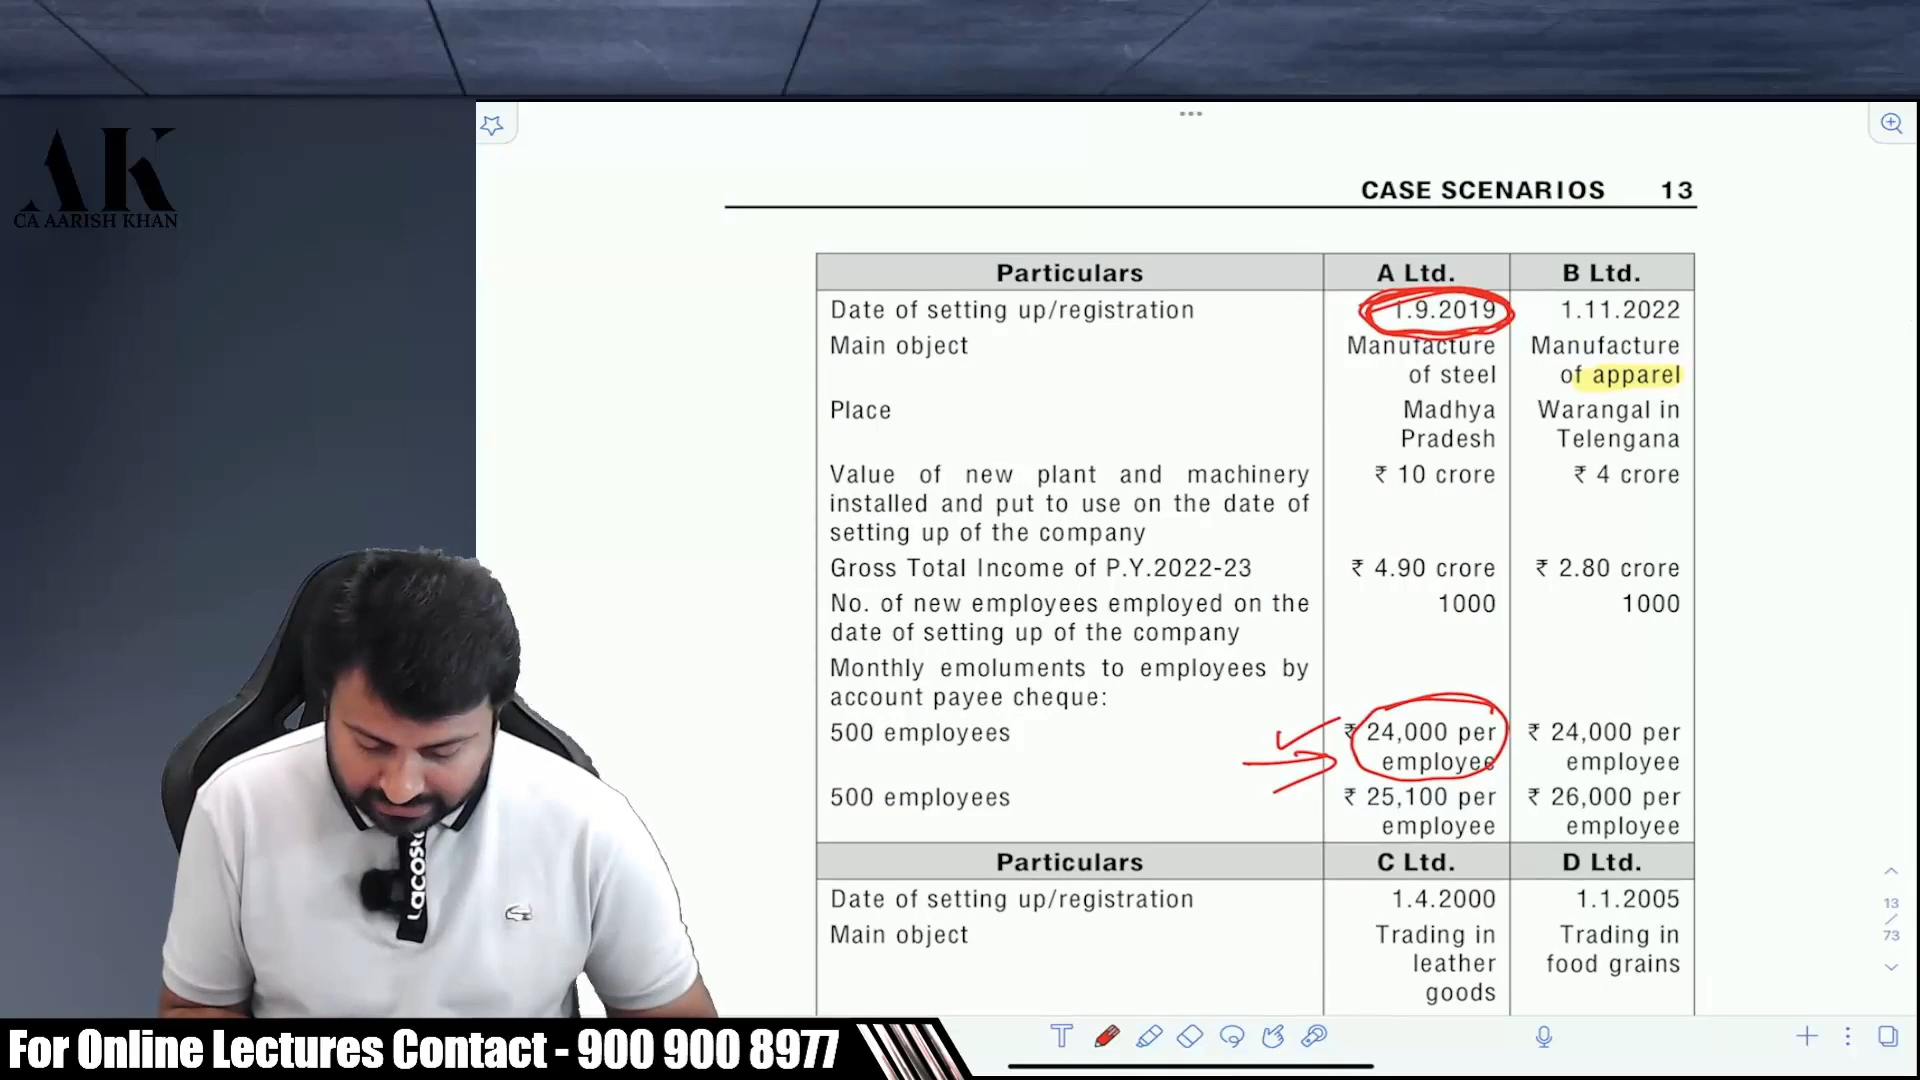 AK
CA AARISH KHAN
CASE SCENARIOS 13
Particulars A Ltd. B Ltd.
Date of setting up/registration 1.9.2019 1.11.2022
Main object Manufacture Manufacture
of steel of apparel
Place Madhya Warangal in
Pradesh Telengana
Value of new plant and machinery ₹ 10 crore ₹ 4 crore
installed and put to use on the date of
setting up of the company
Gross Total Income of P.Y.2022-23 ₹ 4.90 crore ₹ 2.80 crore
No. of new employees employed on the 1000 1000
date of setting up of the company
Monthly emoluments to employees by
account payee cheque:
500 employees ₹ 24,000 per ₹ 24,000 per
employee employee
500 employees ₹ 25,100 per ₹ 26,000 per
employee employee
Particulars C Ltd. D Ltd.
Date of setting up/registration 1.4.2000 1.1.2005
Main object Trading in Trading in
leather food grains
goods
13
/
73
Lacoste
For Online Lectures Contact - 900 900 8977
T